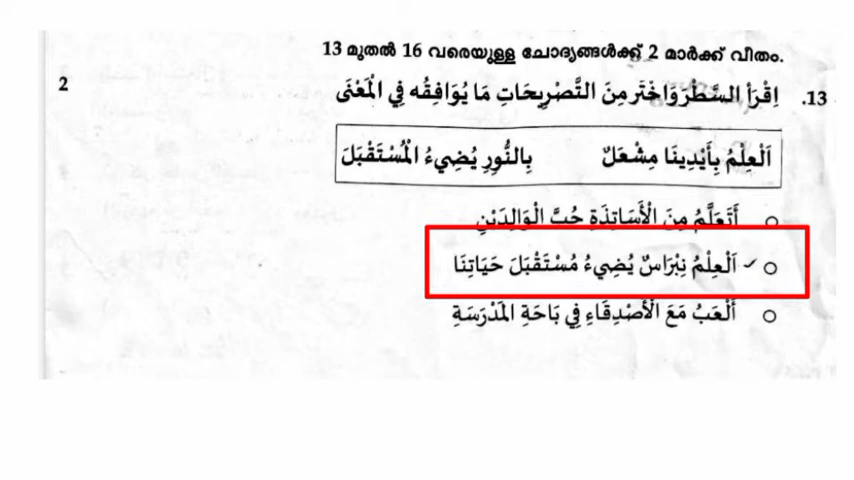 13 മുതൽ 16 വരെയുള്ള ചോദ്യങ്ങൾക്ക് 2 മാർക്ക് വീതം.
13. اِقْرَأِ السَّطْرَ وَاخْتَرْ مِنَ التَّصْرِيحَاتِ مَا يُوَافِقُه فِي الْمَعْنَى 2
اَلْعِلْمُ بِأَيْدِينَا مِشْعَلٌ بِالنُّورِ يُضِيءُ الْمُسْتَقْبَلَ
○ أَتَعَلَّمُ مِنَ الْأَسَاتِذَةِ حُبَّ الْوَالِدَيْنِ
○ ✓ اَلْعِلْمُ نِبْرَاسٌ يُضِيءُ مُسْتَقْبَلَ حَيَاتِنَا
○ أَلْعَبُ مَعَ الْأَصْدِقَاءِ فِي بَاحَةِ الْمَدْرَسَةِ